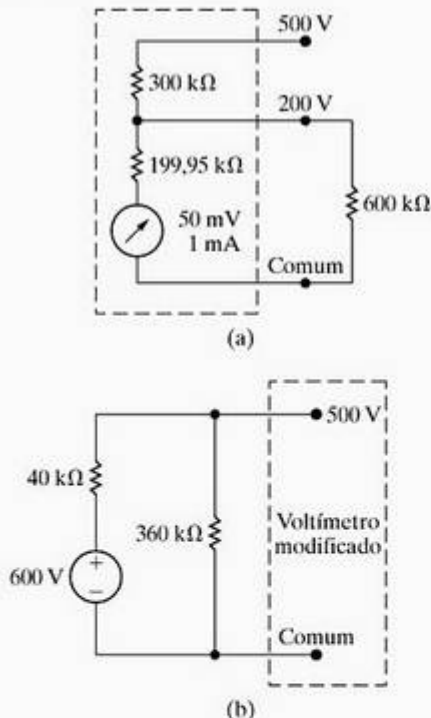 500 V
300 kΩ
200 V
199,95 kΩ
600 kΩ
50 mV
1 mA
Comum
(a)
500 V
40 kΩ
360 kΩ
Voltímetro
modificado
600 V
+
−
Comum
(b)